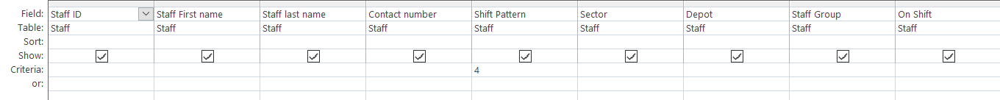 Field: Staff ID Staff First name Staff last name Contact number Shift Pattern Sector Depot Staff Group On Shift
Table: Staff Staff Staff Staff Staff Staff Staff Staff Staff
Sort:
Show:
Criteria: 4
or: